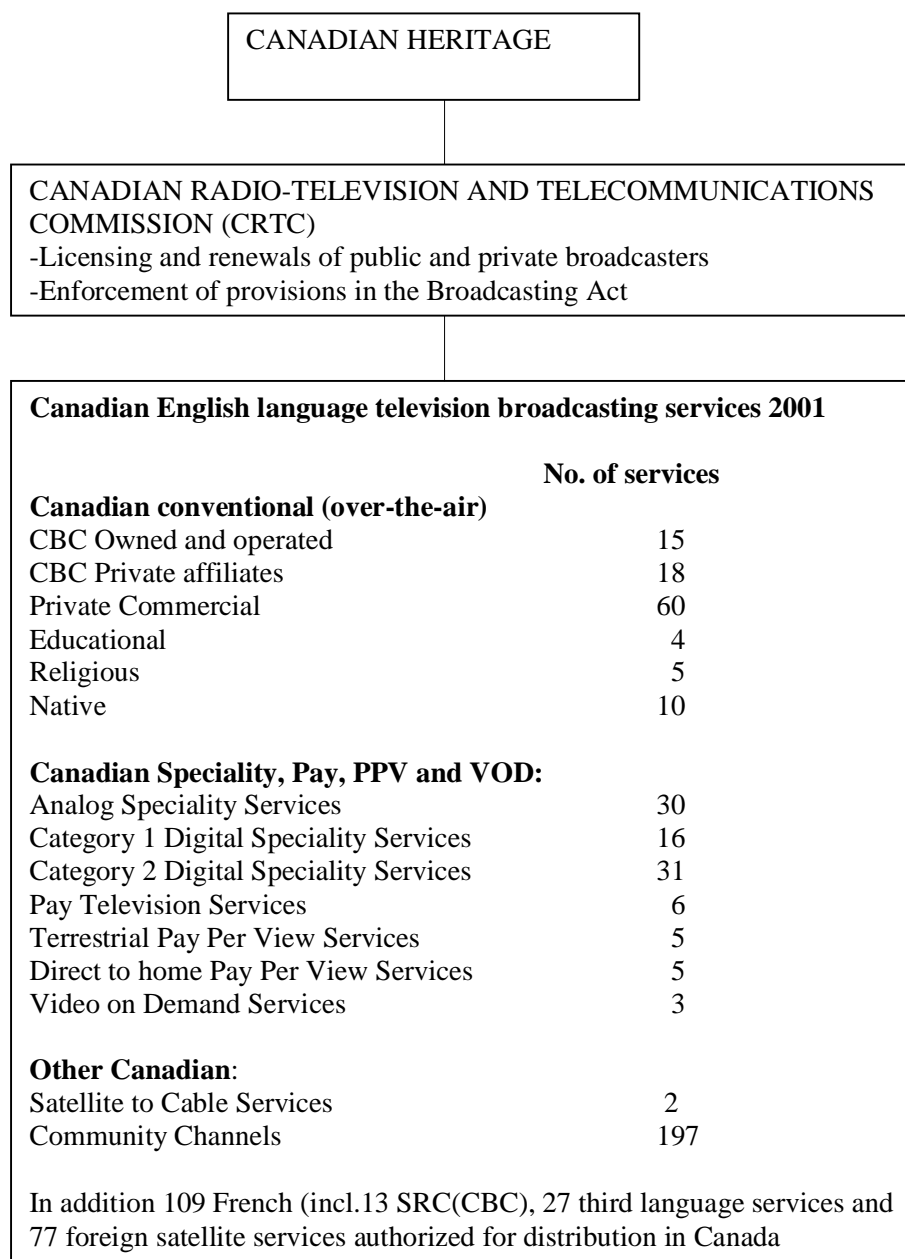 CANADIAN HERITAGE
CANADIAN RADIO-TELEVISION AND TELECOMMUNICATIONS
COMMISSION (CRTC)
-Licensing and renewals of public and private broadcasters
-Enforcement of provisions in the Broadcasting Act
Canadian English language television broadcasting services 2001
No. of services
Canadian conventional (over-the-air)
CBC Owned and operated 15
CBC Private affiliates 18
Private Commercial 60
Educational 4
Religious 5
Native 10
Canadian Speciality, Pay, PPV and VOD:
Analog Speciality Services 30
Category 1 Digital Speciality Services 16
Category 2 Digital Speciality Services 31
Pay Television Services 6
Terrestrial Pay Per View Services 5
Direct to home Pay Per View Services 5
Video on Demand Services 3
Other Canadian:
Satellite to Cable Services 2
Community Channels 197
In addition 109 French (incl.13 SRC(CBC), 27 third language services and
77 foreign satellite services authorized for distribution in Canada